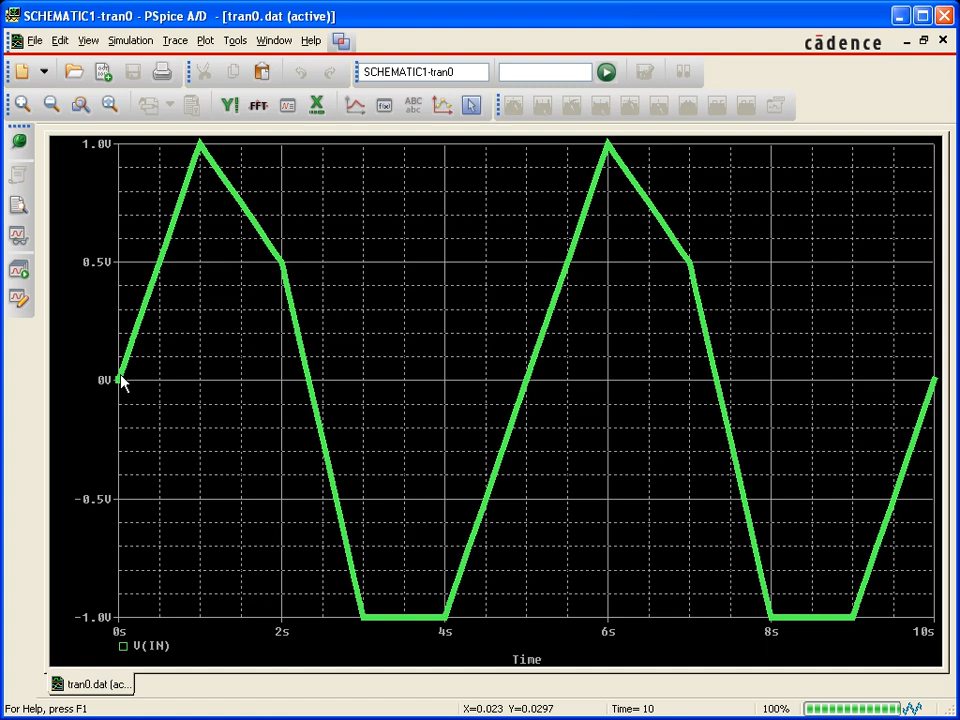 SCHEMATIC1-tran0 - PSpice A/D - [tran0.dat (active)]
File Edit View Simulation Trace Plot Tools Window Help
cādence
SCHEMATIC1-tran0
Y! FFT
ABC
abc
1.0V
0.5V
0V
-0.5V
-1.0V
0s 2s 4s 6s 8s 10s
V(IN)
Time
tran0.dat (ac...
For Help, press F1 X=0.023 Y=0.0297 Time= 10 100%